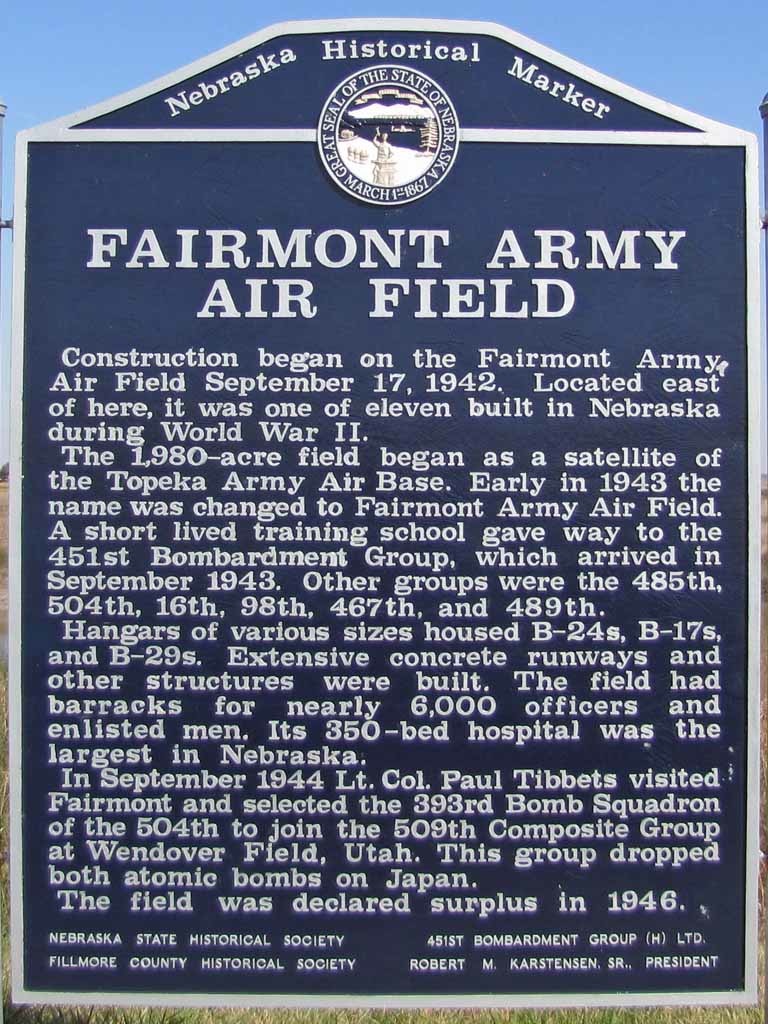 Nebraska Historical Marker
GREAT SEAL OF THE STATE OF NEBRASKA
MARCH 1ST 1867
FAIRMONT ARMY
AIR FIELD
Construction began on the Fairmont Army
Air Field September 17, 1942. Located east
of here, it was one of eleven built in Nebraska
during World War II.
The 1,980-acre field began as a satellite of
the Topeka Army Air Base. Early in 1943 the
name was changed to Fairmont Army Air Field.
A short lived training school gave way to the
451st Bombardment Group, which arrived in
September 1943. Other groups were the 485th,
504th, 16th, 98th, 467th, and 489th.
Hangars of various sizes housed B-24s, B-17s,
and B-29s. Extensive concrete runways and
other structures were built. The field had
barracks for nearly 6,000 officers and
enlisted men. Its 350-bed hospital was the
largest in Nebraska.
In September 1944 Lt. Col. Paul Tibbets visited
Fairmont and selected the 393rd Bomb Squadron
of the 504th to join the 509th Composite Group
at Wendover Field, Utah. This group dropped
both atomic bombs on Japan.
The field was declared surplus in 1946.
NEBRASKA STATE HISTORICAL SOCIETY 451ST BOMBARDMENT GROUP (H) LTD.
FILLMORE COUNTY HISTORICAL SOCIETY ROBERT M. KARSTENSEN, SR., PRESIDENT